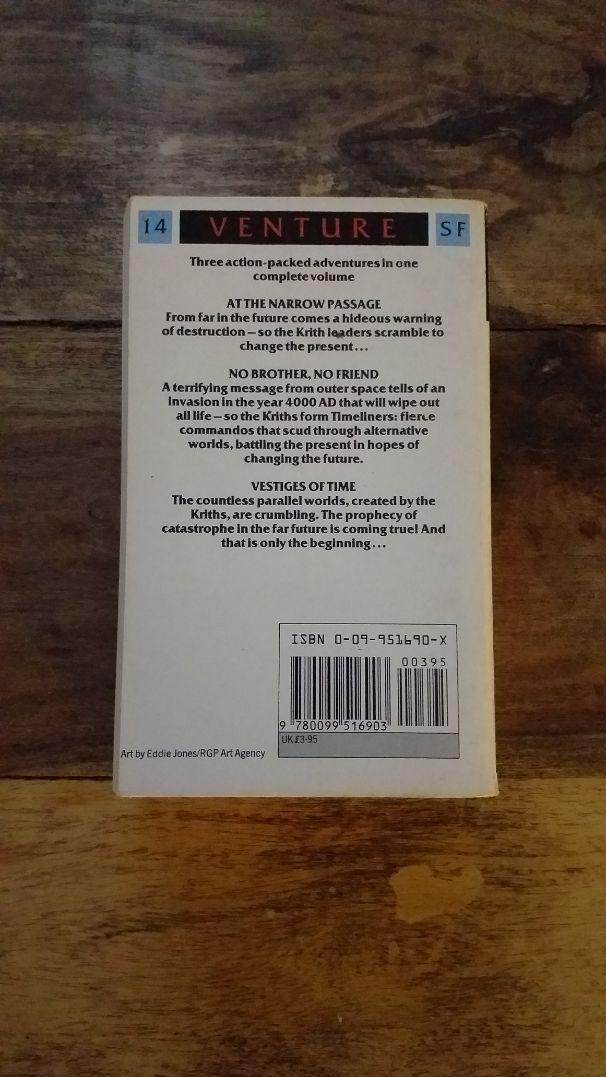 14 VENTURE SF
Three action-packed adventures in one
complete volume
AT THE NARROW PASSAGE
From far in the future comes a hideous warning
of destruction – so the Krith leaders scramble to
change the present...
NO BROTHER, NO FRIEND
A terrifying message from outer space tells of an
invasion in the year 4000 AD that will wipe out
all life – so the Kriths form Timeliners: fierce
commandos that scud through alternative
worlds, battling the present in hopes of
changing the future.
VESTIGES OF TIME
The countless parallel worlds, created by the
Kriths, are crumbling. The prophecy of
catastrophe in the far future is coming true! And
that is only the beginning...
ISBN 0-09-951690-X
00395
9 780099 516903
UK £3·95
Art by Eddie Jones/RGP Art Agency